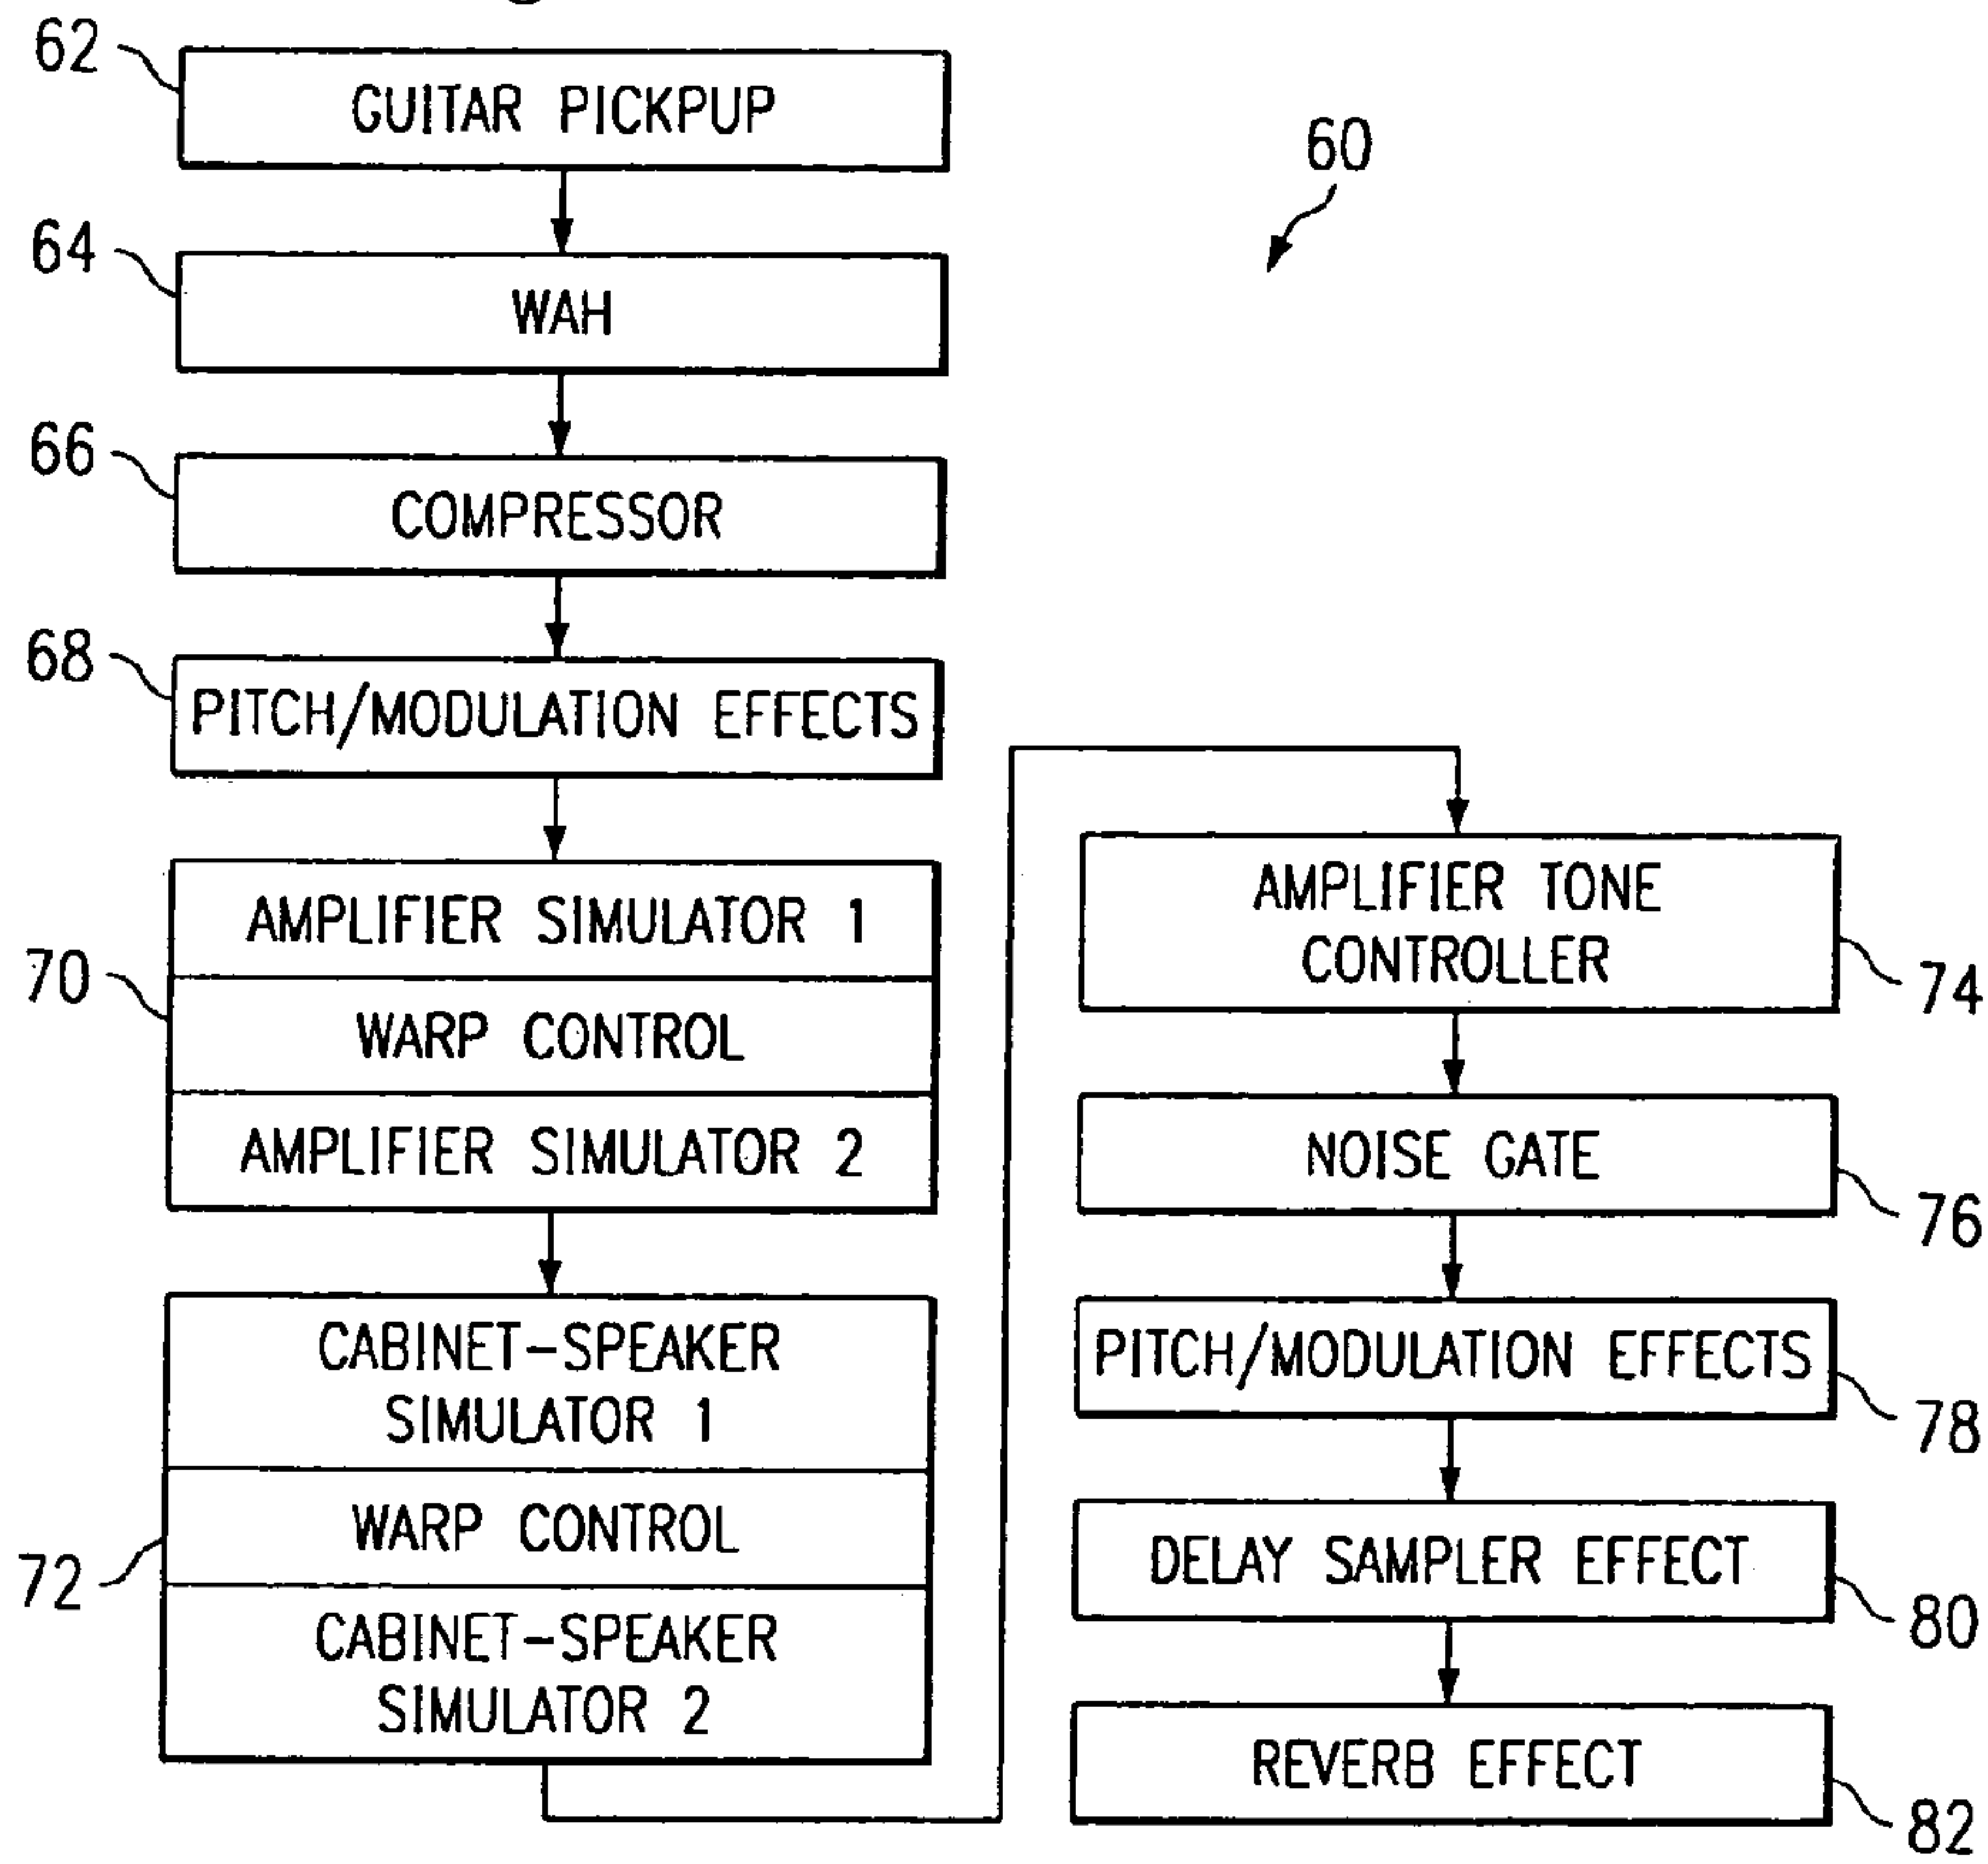 62
GUITAR PICKPUP
60
64
WAH
66
COMPRESSOR
68
PITCH/MODULATION EFFECTS
70
AMPLIFIER SIMULATOR 1
WARP CONTROL
AMPLIFIER SIMULATOR 2
72
CABINET-SPEAKER
SIMULATOR 1
WARP CONTROL
CABINET-SPEAKER
SIMULATOR 2
AMPLIFIER TONE
CONTROLLER
74
NOISE GATE
76
PITCH/MODULATION EFFECTS
78
DELAY SAMPLER EFFECT
80
REVERB EFFECT
82